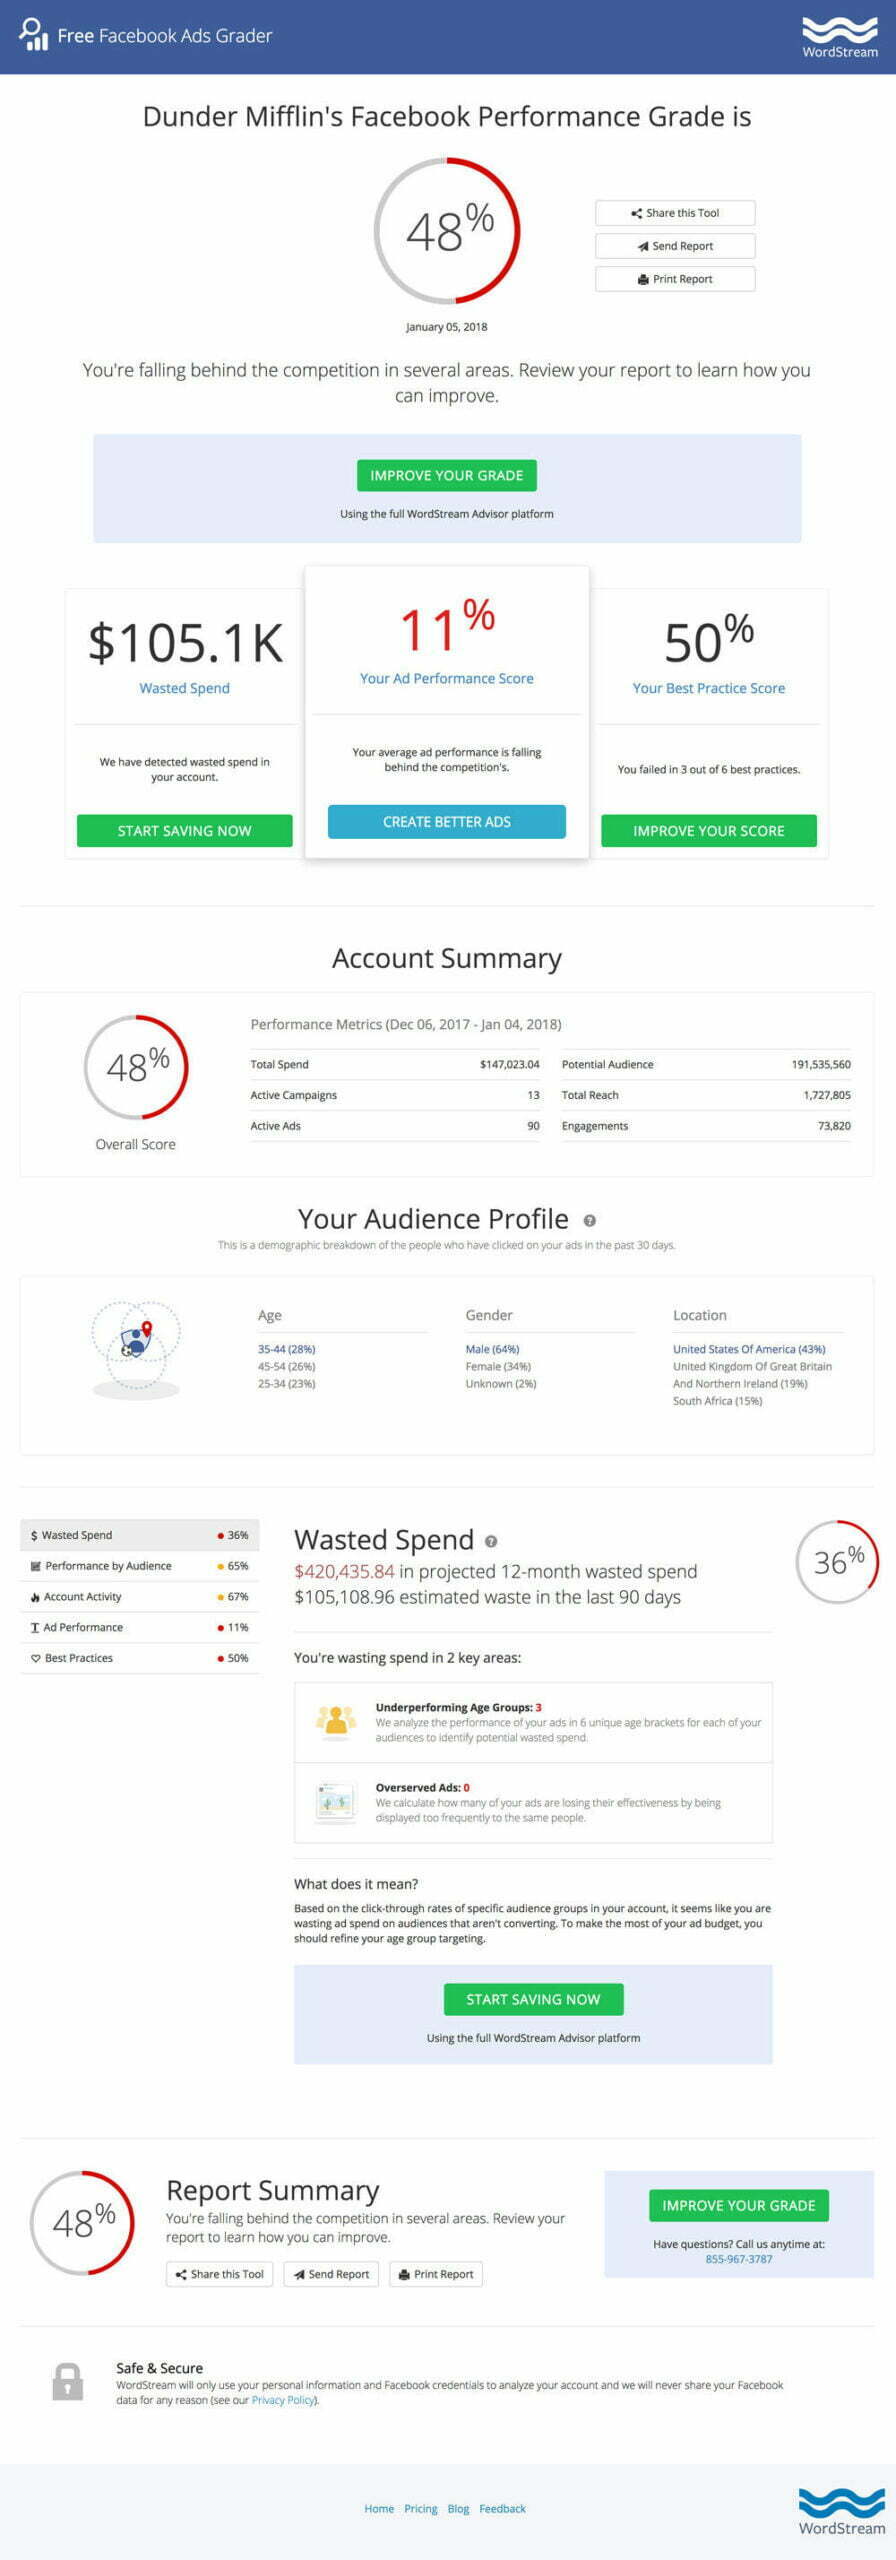 Free Facebook Ads Grader
WordStream
Dunder Mifflin's Facebook Performance Grade is
48%
Share this Tool
Send Report
Print Report
January 05, 2018
You're falling behind the competition in several areas. Review your report to learn how you
can improve.
IMPROVE YOUR GRADE
Using the full WordStream Advisor platform
$105.1K
Wasted Spend
We have detected wasted spend in
your account.
START SAVING NOW
11%
Your Ad Performance Score
Your average ad performance is falling
behind the competition's.
CREATE BETTER ADS
50%
Your Best Practice Score
You failed in 3 out of 6 best practices.
IMPROVE YOUR SCORE
Account Summary
48%
Overall Score
Performance Metrics (Dec 06, 2017 - Jan 04, 2018)
Total Spend $147,023.04 Potential Audience 191,535,560
Active Campaigns 13 Total Reach 1,727,805
Active Ads 90 Engagements 73,820
Your Audience Profile ?
This is a demographic breakdown of the people who have clicked on your ads in the past 30 days.
Age
35-44 (28%)
45-54 (26%)
25-34 (23%)
Gender
Male (64%)
Female (34%)
Unknown (2%)
Location
United States Of America (43%)
United Kingdom Of Great Britain
And Northern Ireland (19%)
South Africa (15%)
$ Wasted Spend 36%
Performance by Audience 65%
Account Activity 67%
Ad Performance 11%
Best Practices 50%
Wasted Spend ?
$420,435.84 in projected 12-month wasted spend
$105,108.96 estimated waste in the last 90 days
36%
You're wasting spend in 2 key areas:
Underperforming Age Groups: 3
We analyze the performance of your ads in 6 unique age brackets for each of your
audiences to identify potential wasted spend.
Overserved Ads: 0
We calculate how many of your ads are losing their effectiveness by being
displayed too frequently to the same people.
What does it mean?
Based on the click-through rates of specific audience groups in your account, it seems like you are
wasting ad spend on audiences that aren't converting. To make the most of your ad budget, you
should refine your age group targeting.
START SAVING NOW
Using the full WordStream Advisor platform
48%
Report Summary
You're falling behind the competition in several areas. Review your
report to learn how you can improve.
Share this Tool
Send Report
Print Report
IMPROVE YOUR GRADE
Have questions? Call us anytime at:
855-967-3787
Safe & Secure
WordStream will only use your personal information and Facebook credentials to analyze your account and we will never share your Facebook
data for any reason (see our Privacy Policy).
Home Pricing Blog Feedback
WordStream